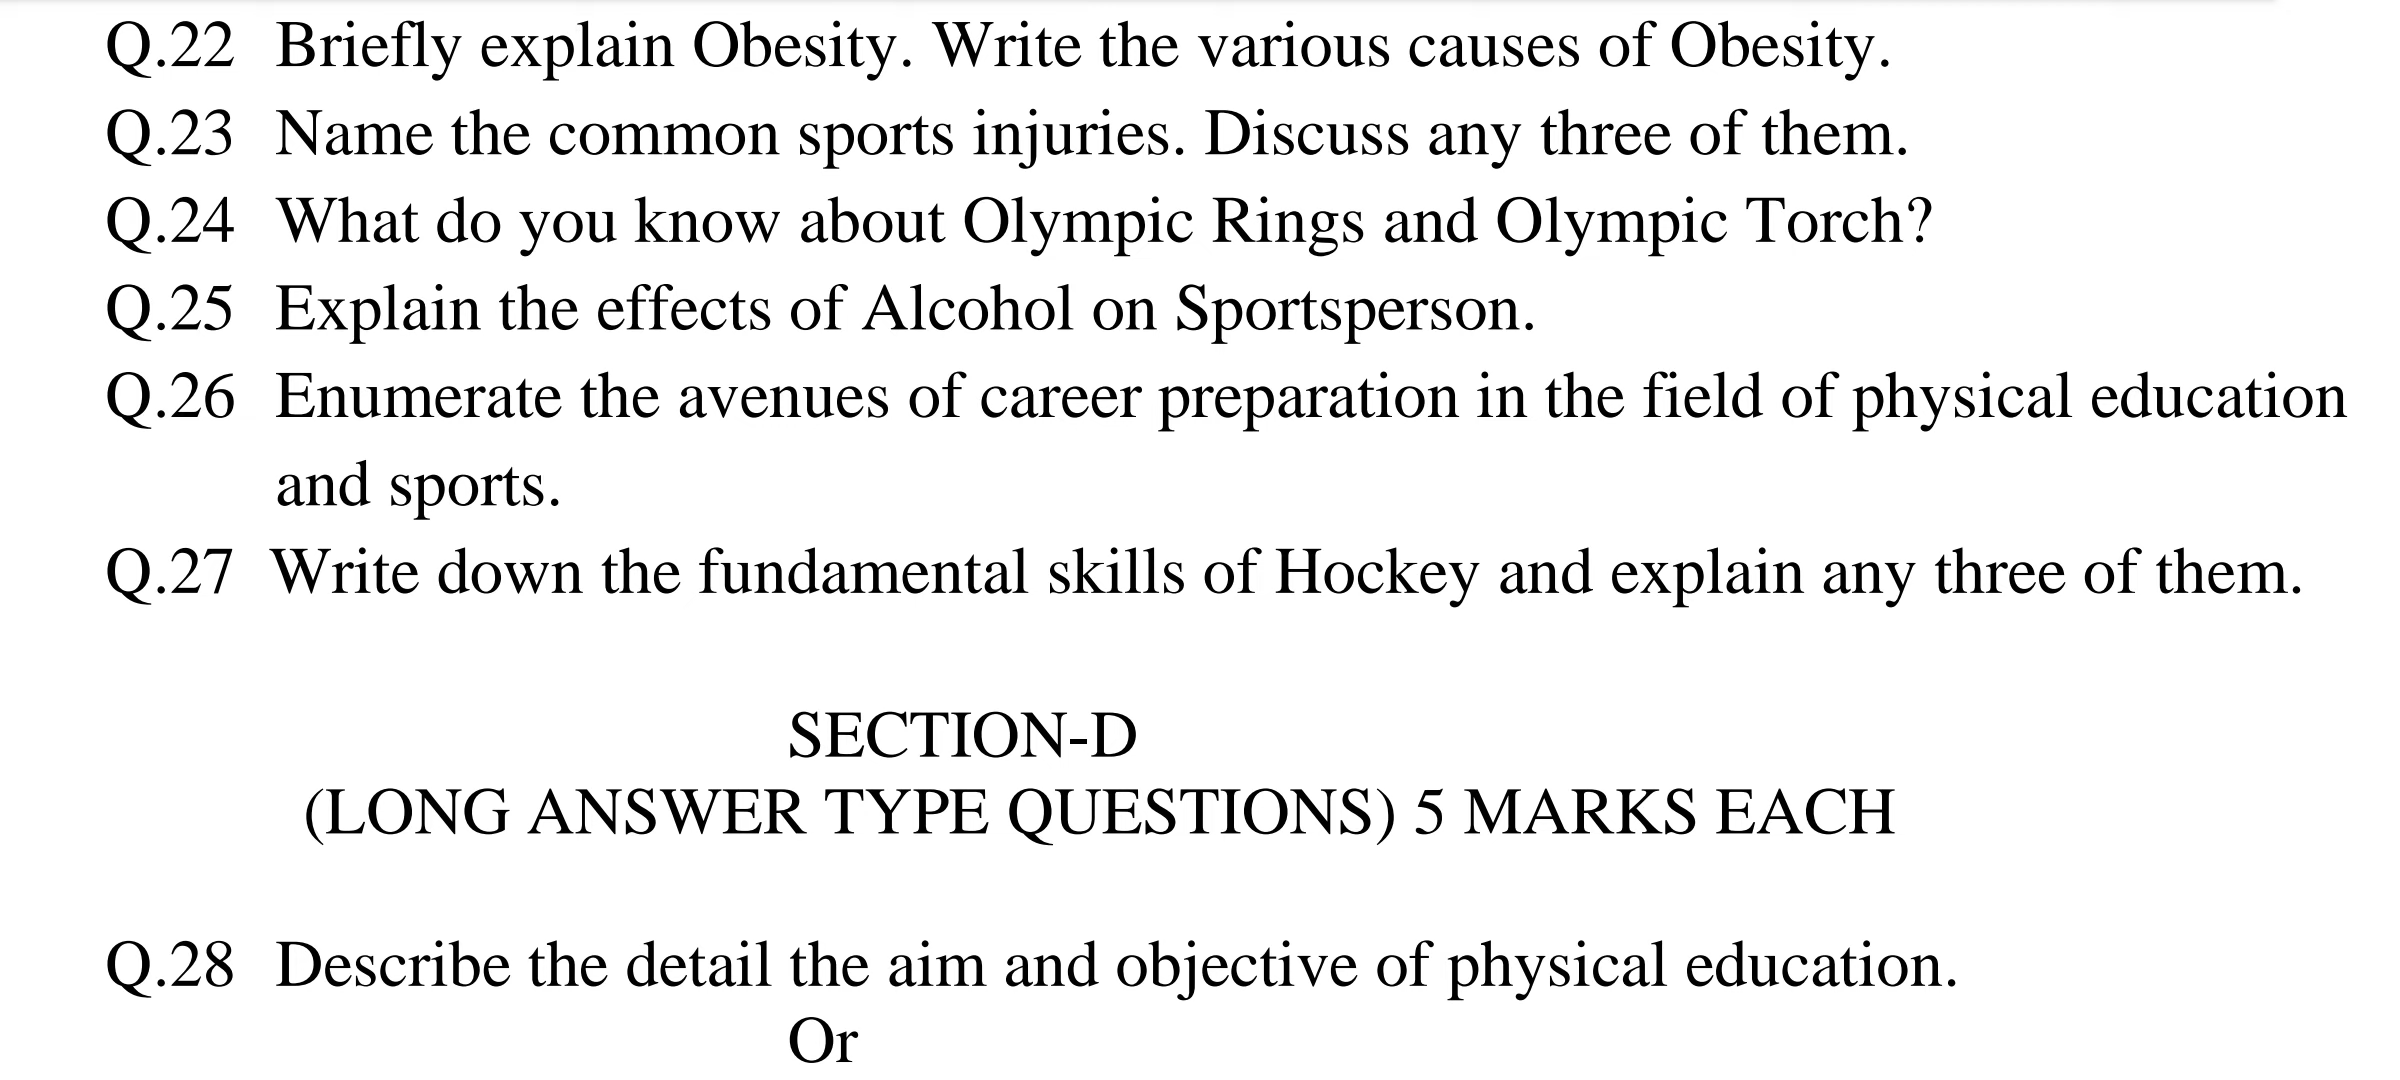 Q.22 Briefly explain Obesity. Write the various causes of Obesity.
Q.23 Name the common sports injuries. Discuss any three of them.
Q.24 What do you know about Olympic Rings and Olympic Torch?
Q.25 Explain the effects of Alcohol on Sportsperson.
Q.26 Enumerate the avenues of career preparation in the field of physical education
and sports.
Q.27 Write down the fundamental skills of Hockey and explain any three of them.
SECTION-D
(LONG ANSWER TYPE QUESTIONS) 5 MARKS EACH
Q.28 Describe the detail the aim and objective of physical education.
Or